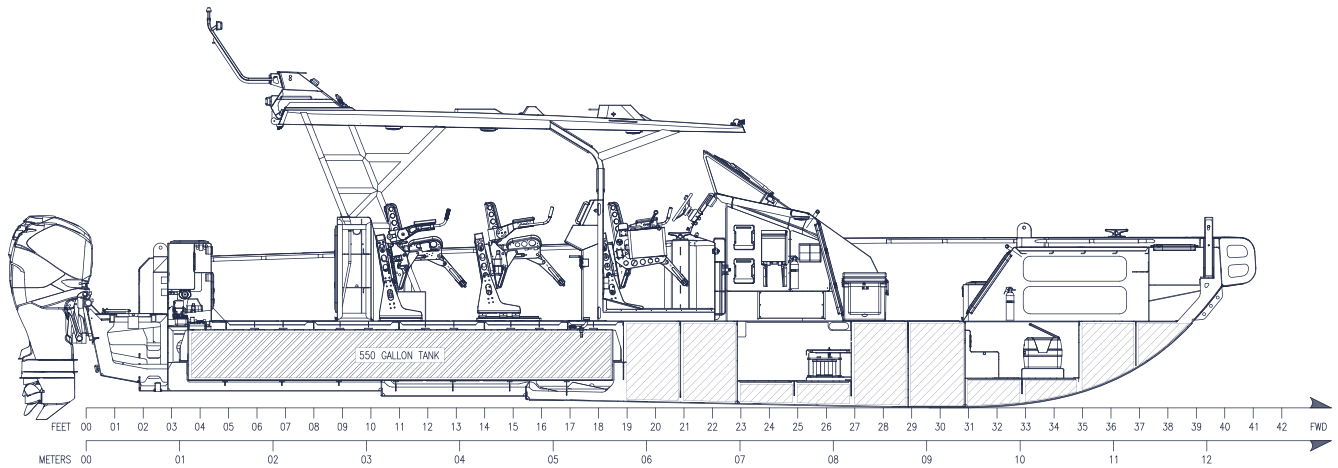 550 GALLON TANK
FEET 00 01 02 03 04 05 06 07 08 09 10 11 12 13 14 15 16 17 18 19 20 21 22 23 24 25 26 27 28 29 30 31 32 33 34 35 36 37 38 39 40 41 42 FWD
METERS 00 01 02 03 04 05 06 07 08 09 10 11 12